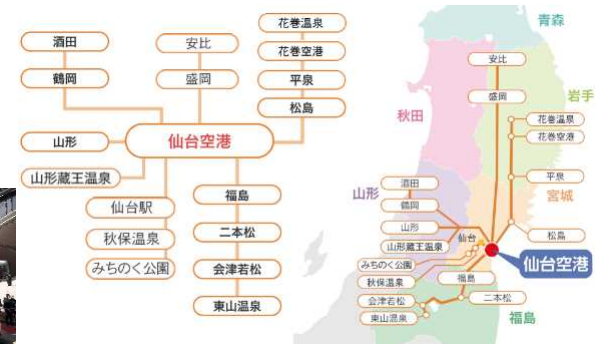 酒田
鶴岡
安比
盛岡
花巻温泉
花巻空港
平泉
松島
山形
仙台空港
山形蔵王温泉
仙台駅
秋保温泉
みちのく公園
福島
二本松
会津若松
東山温泉
青森
安比
秋田
盛岡
岩手
花巻温泉
花巻空港
平泉
宮城
山形
酒田
鶴岡
山形
仙台
松島
山形蔵王温泉
みちのく公園
仙台空港
秋保温泉
福島
会津若松
二本松
東山温泉
福島